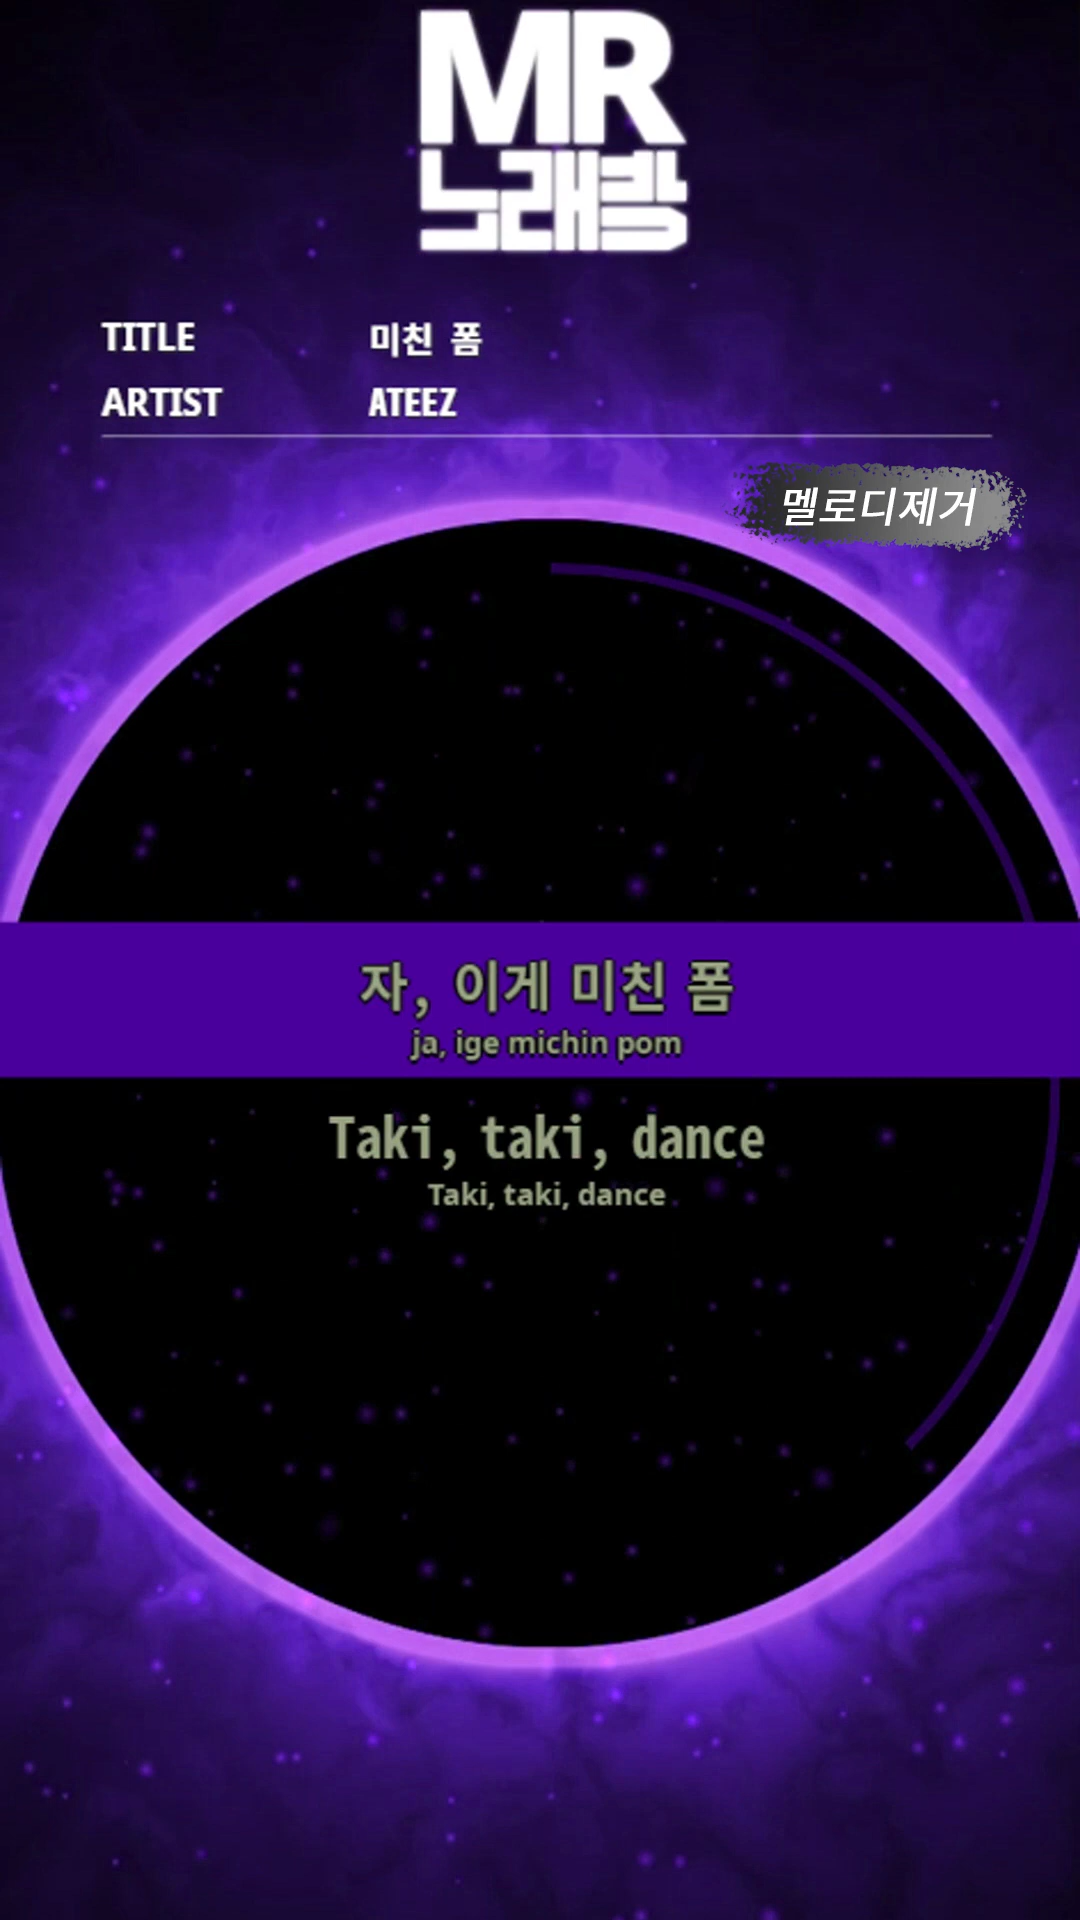 MR
노래방
TITLE 미친 폼
ARTIST ATEEZ
멜로디제거
자, 이게 미친 폼
ja, ige michin pom
Taki, taki, dance
Taki, taki, dance